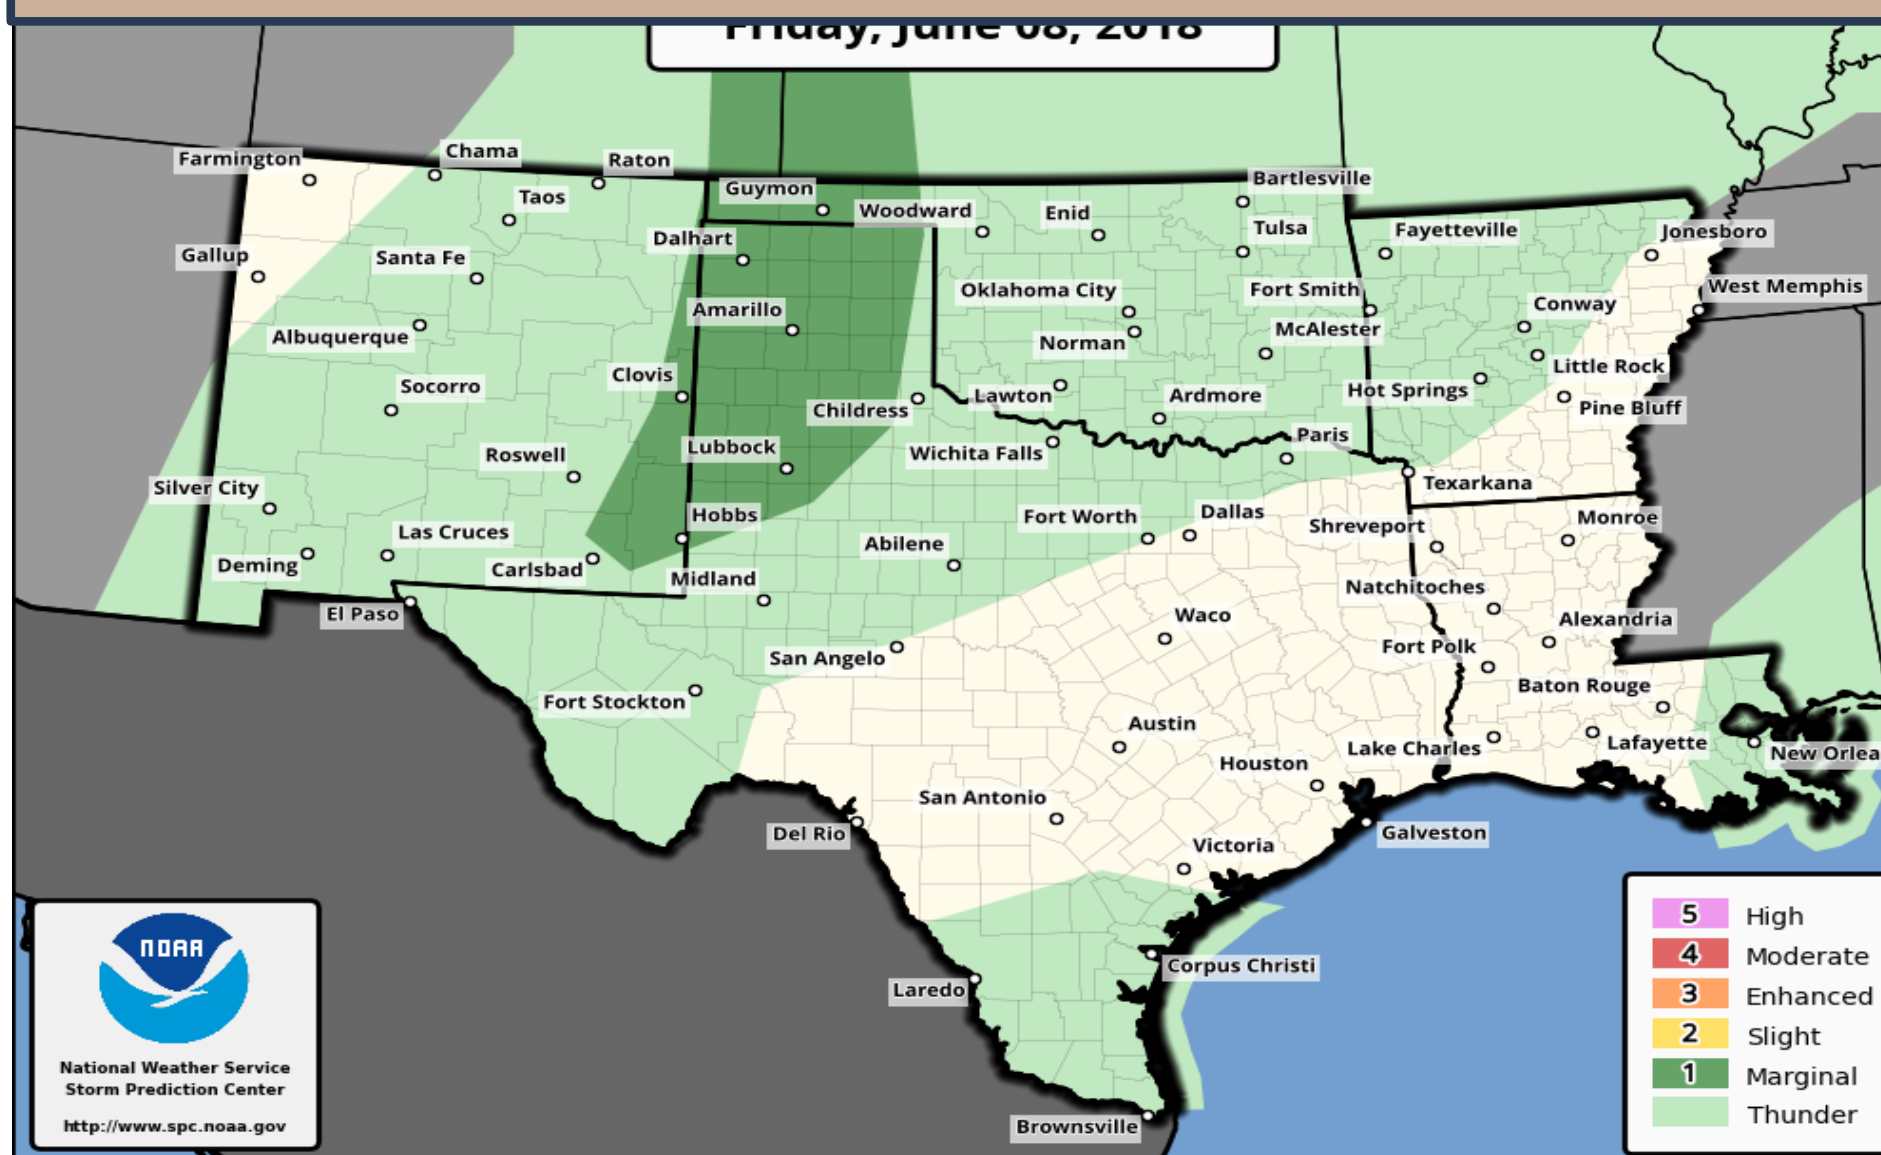 Friday, June 08, 2018
Farmington
Chama
Raton
Guymon
Bartlesville
Taos
Woodward
Enid
Tulsa
Fayetteville
Jonesboro
Gallup
Santa Fe
Dalhart
Oklahoma City
Fort Smith
West Memphis
Albuquerque
Amarillo
Norman
McAlester
Conway
Socorro
Clovis
Childress
Lawton
Ardmore
Hot Springs
Little Rock
Pine Bluff
Roswell
Lubbock
Wichita Falls
Paris
Silver City
Texarkana
Las Cruces
Hobbs
Fort Worth
Dallas
Shreveport
Monroe
Deming
Carlsbad
Midland
Abilene
Natchitoches
El Paso
Waco
Alexandria
San Angelo
Fort Polk
Fort Stockton
Baton Rouge
Austin
Lake Charles
Lafayette
New Orlea
Houston
San Antonio
Del Rio
Victoria
Galveston
Corpus Christi
Laredo
Brownsville
NOAA
National Weather Service
Storm Prediction Center
http://www.spc.noaa.gov
5 High
4 Moderate
3 Enhanced
2 Slight
1 Marginal
Thunder